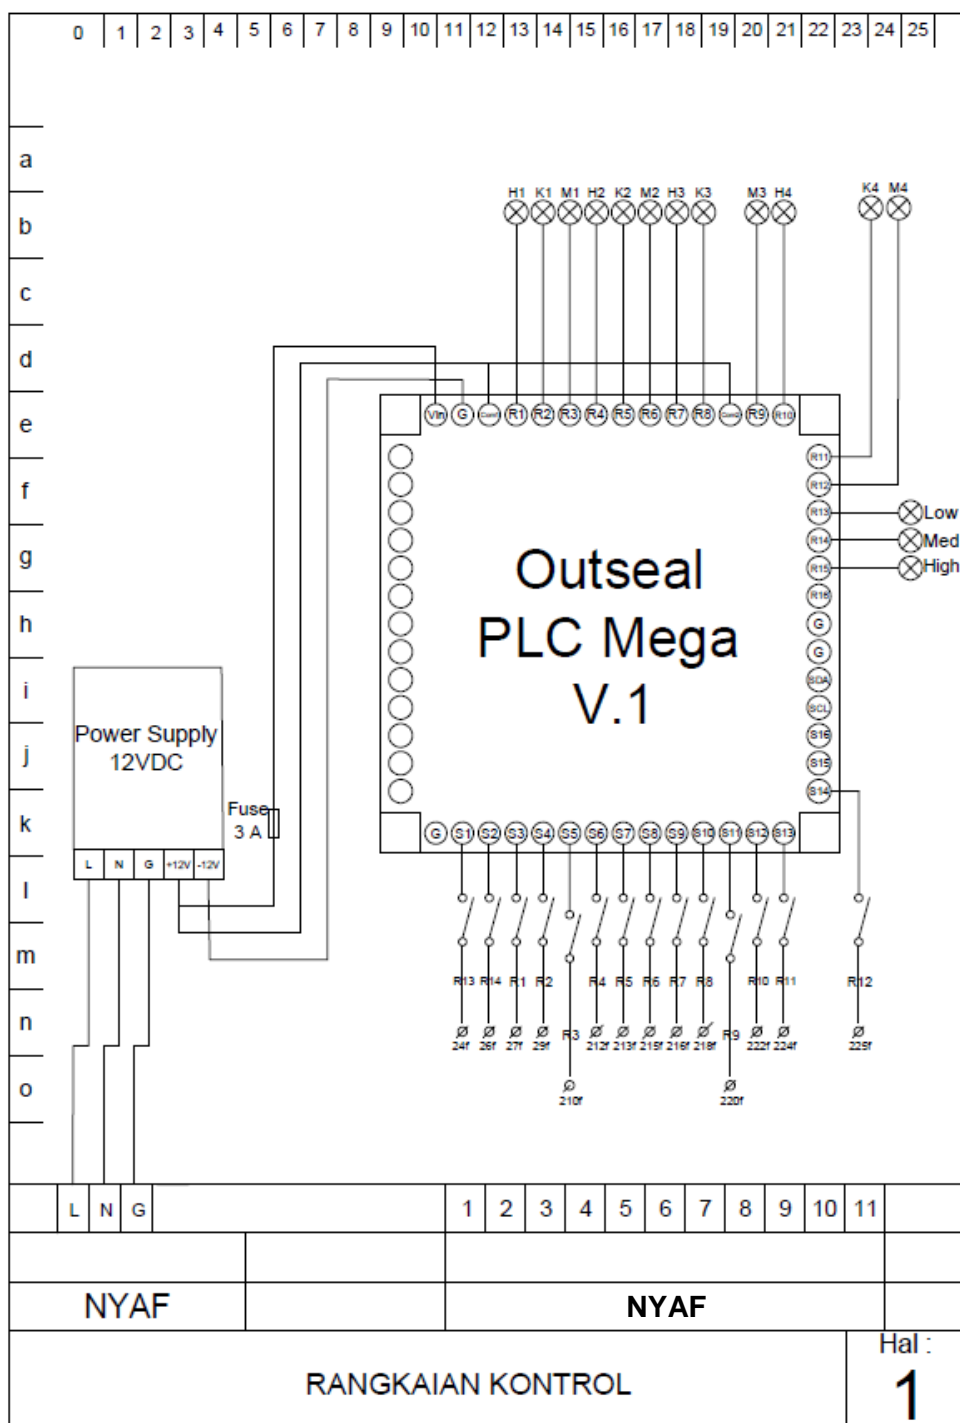 0 1 2 3 4 5 6 7 8 9 10 11 12 13 14 15 16 17 18 19 20 21 22 23 24 25
a
K4 M4
H1 K1 M1 H2 K2 M2 H3 K3 M3 H4
b
c
d
e
Vin G Com1 R1 R2 R3 R4 R5 R6 R7 R8 Com2 R9 R10
R11
f
R12
R13 Low
R14 Med
g
Outseal
R15 High
R16
h
PLC Mega
G
G
i
SDA
V.1
SCL
Power Supply
12VDC
S16
j
S15
S14
Fuse
3 A
k
G S1 S2 S3 S4 S5 S6 S7 S8 S9 S10 S11 S12 S13
L N G +12V -12V
l
m
R13 R14 R1 R2 R4 R5 R6 R7 R8 R10 R11 R12
n
R3 R9
24f 26f 27f 29f 212f 213f 215f 216f 218f 222f 224f 225f
o
210f 220f
L N G 1 2 3 4 5 6 7 8 9 10 11
NYAF NYAF
RANGKAIAN KONTROL
Hal :
1